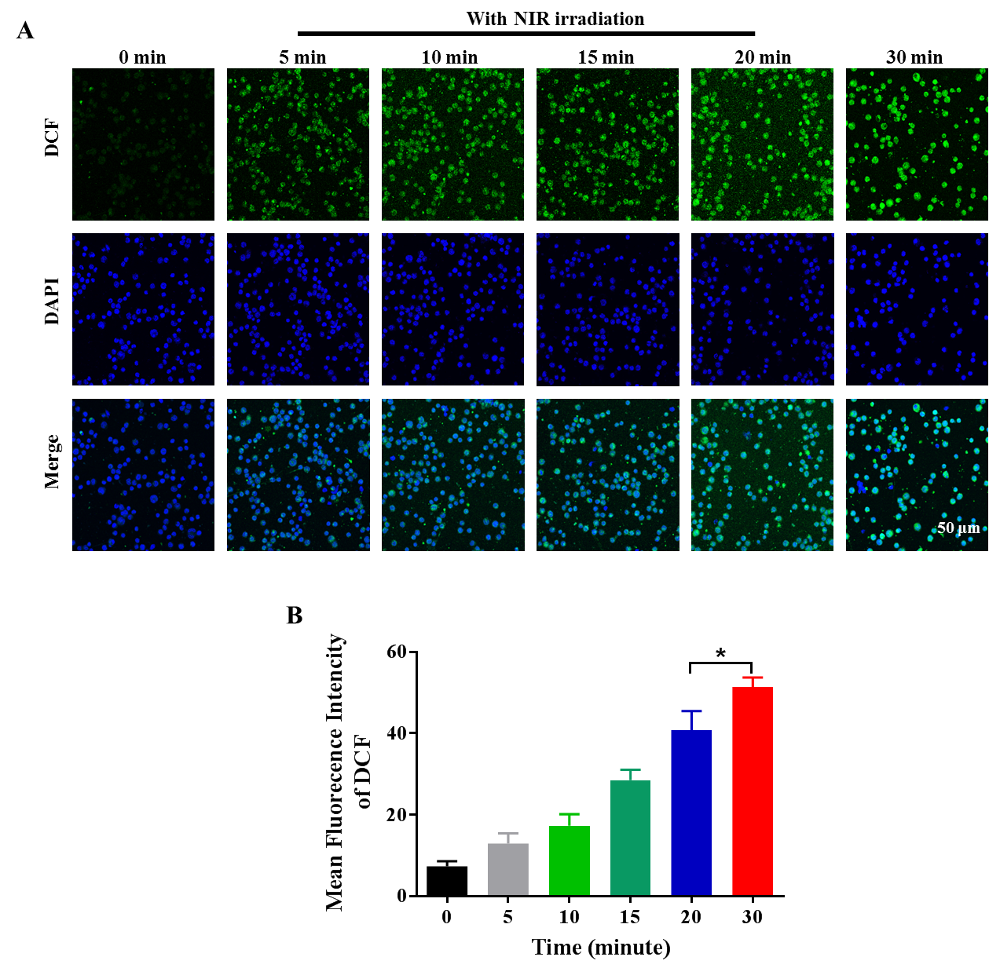 A
With NIR irradiation
0 min 5 min 10 min 15 min 20 min 30 min
DCF
DAPI
Merge
50 µm
B
Mean Fluorecence Intencity
of DCF
60
40
20
0
*
0 5 10 15 20 30
Time (minute)